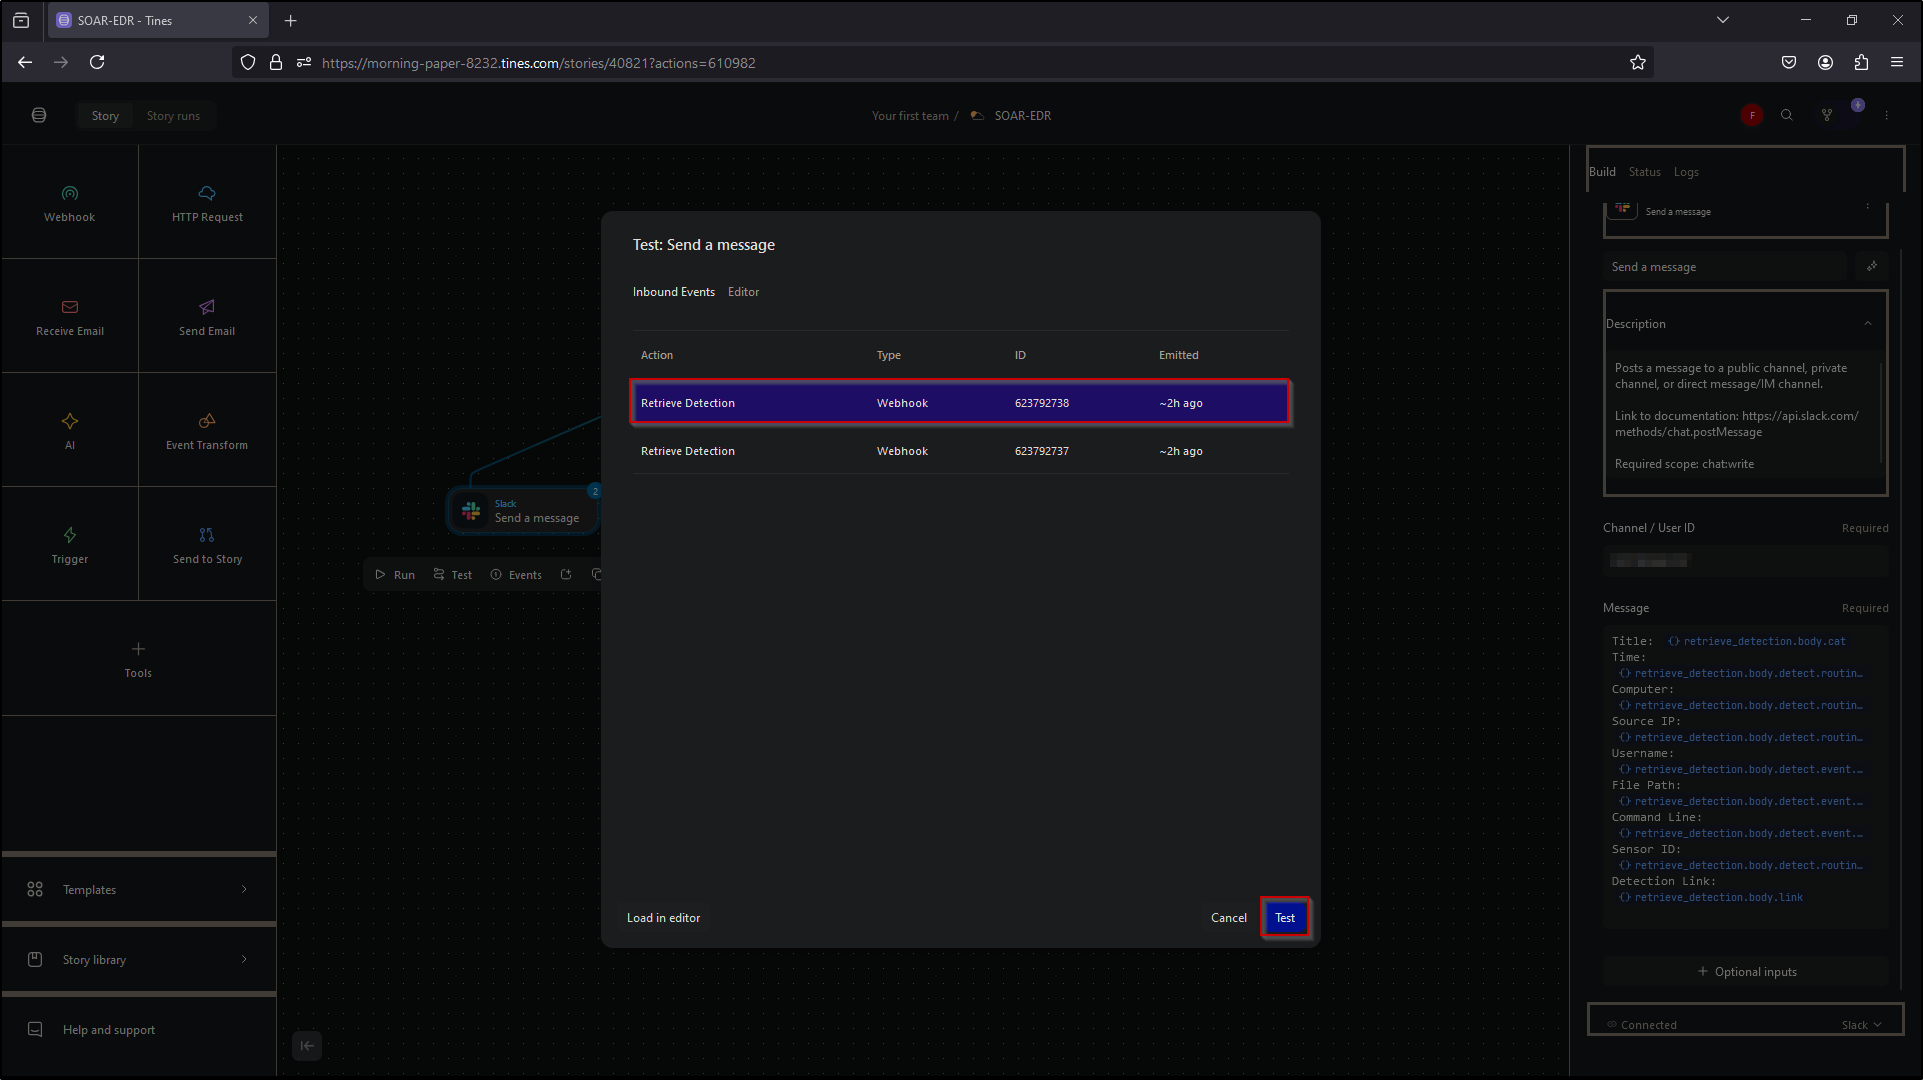 SOAR-EDR - Tines
https://morning-paper-8232.tines.com/stories/40821?actions=610982
Story
Story runs
Your first team /
SOAR-EDR
F
Webhook
HTTP Request
Receive Email
Send Email
AI
Event Transform
Trigger
Send to Story
Tools
Templates
Story library
Help and support
Slack
Send a message
2
Run
Test
Events
Test: Send a message
Inbound Events
Editor
Action Type ID Emitted
Retrieve Detection Webhook 623792738 ~2h ago
Retrieve Detection Webhook 623792737 ~2h ago
Load in editor
Cancel
Test
Build
Status
Logs
Send a message
Send a message
Description
Posts a message to a public channel, private
channel, or direct message/IM channel.
Link to documentation: https://api.slack.com/
methods/chat.postMessage
Required scope: chat:write
Channel / User ID Required
Message Required
Title: {} retrieve_detection.body.cat
Time:
{} retrieve_detection.body.detect.routin…
Computer:
{} retrieve_detection.body.detect.routin…
Source IP:
{} retrieve_detection.body.detect.routin…
Username:
{} retrieve_detection.body.detect.event.…
File Path:
{} retrieve_detection.body.detect.event.…
Command Line:
{} retrieve_detection.body.detect.event.…
Sensor ID:
{} retrieve_detection.body.detect.routin…
Detection Link:
{} retrieve_detection.body.link
Optional inputs
Connected
Slack